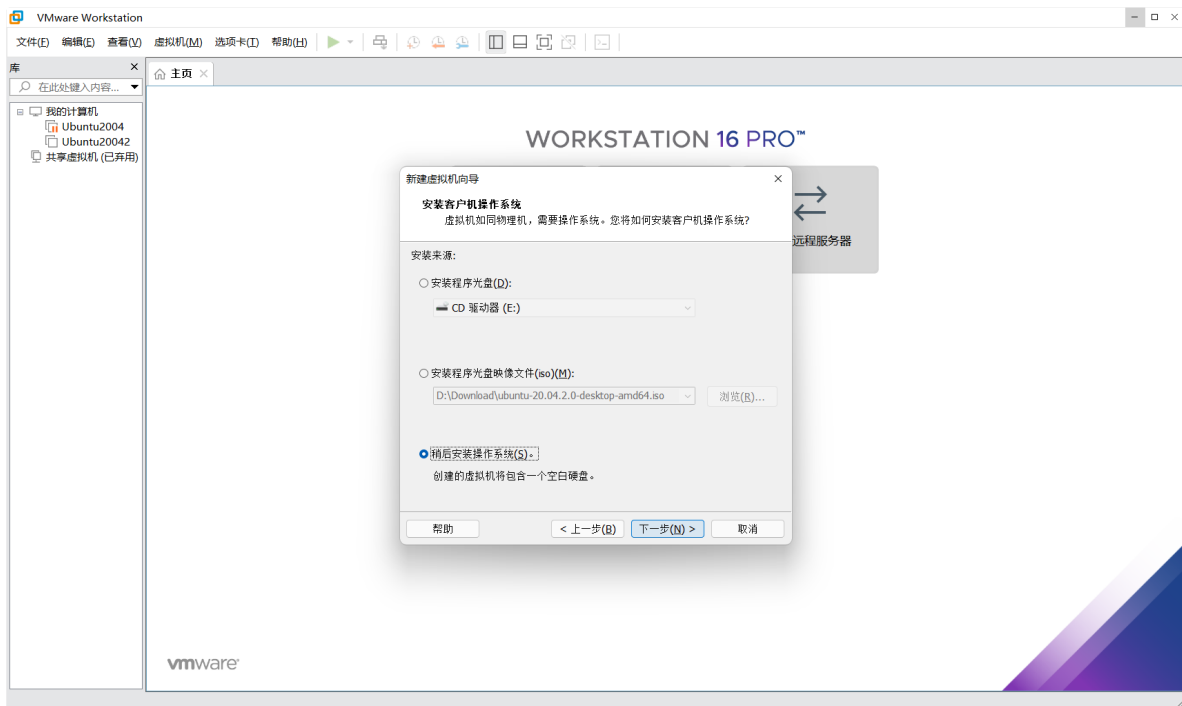 VMware Workstation
文件(F) 编辑(E) 查看(V) 虚拟机(M) 选项卡(T) 帮助(H)
库
在此处键入内容...
主页
我的计算机
Ubuntu2004
Ubuntu20042
共享虚拟机 (已弃用)
WORKSTATION 16 PRO™
远程服务器
新建虚拟机向导
安装客户机操作系统
虚拟机如同物理机，需要操作系统。您将如何安装客户机操作系统?
安装来源:
安装程序光盘(D):
CD 驱动器 (E:)
安装程序光盘映像文件(iso)(M):
D:\Download\ubuntu-20.04.2.0-desktop-amd64.iso
浏览(R)...
稍后安装操作系统(S)。
创建的虚拟机将包含一个空白硬盘。
帮助 < 上一步(B) 下一步(N) > 取消
vmware